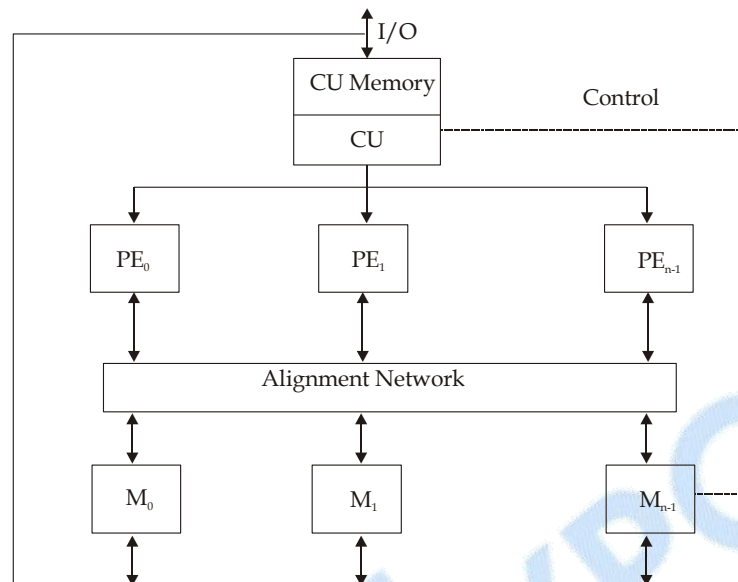 I/O
CU Memory
Control
CU
PE₀ PE₁ PEₙ₋₁
Alignment Network
M₀ M₁ Mₙ₋₁